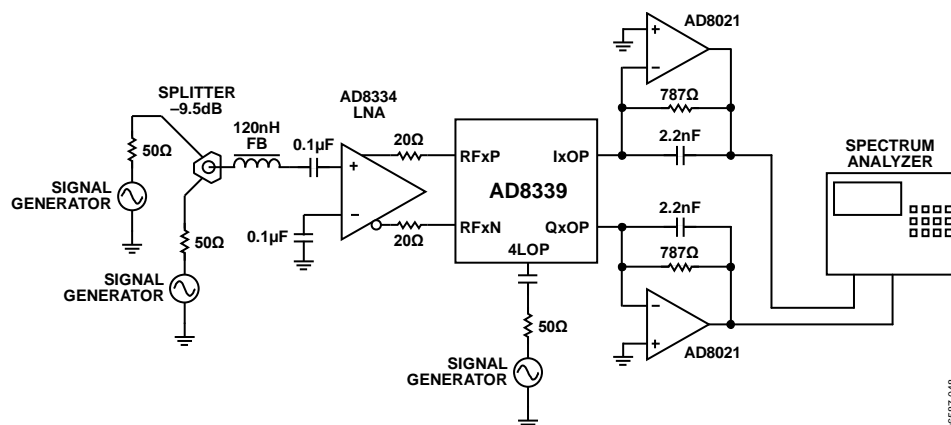 SPLITTER
–9.5dB
50Ω
SIGNAL
GENERATOR
50Ω
SIGNAL
GENERATOR
120nH
FB
0.1µF
0.1µF
AD8334
LNA
+
–
20Ω
20Ω
RFxP
RFxN
AD8339
IxOP
QxOP
4LOP
50Ω
SIGNAL
GENERATOR
AD8021
+
–
787Ω
2.2nF
2.2nF
787Ω
–
+
AD8021
SPECTRUM
ANALYZER